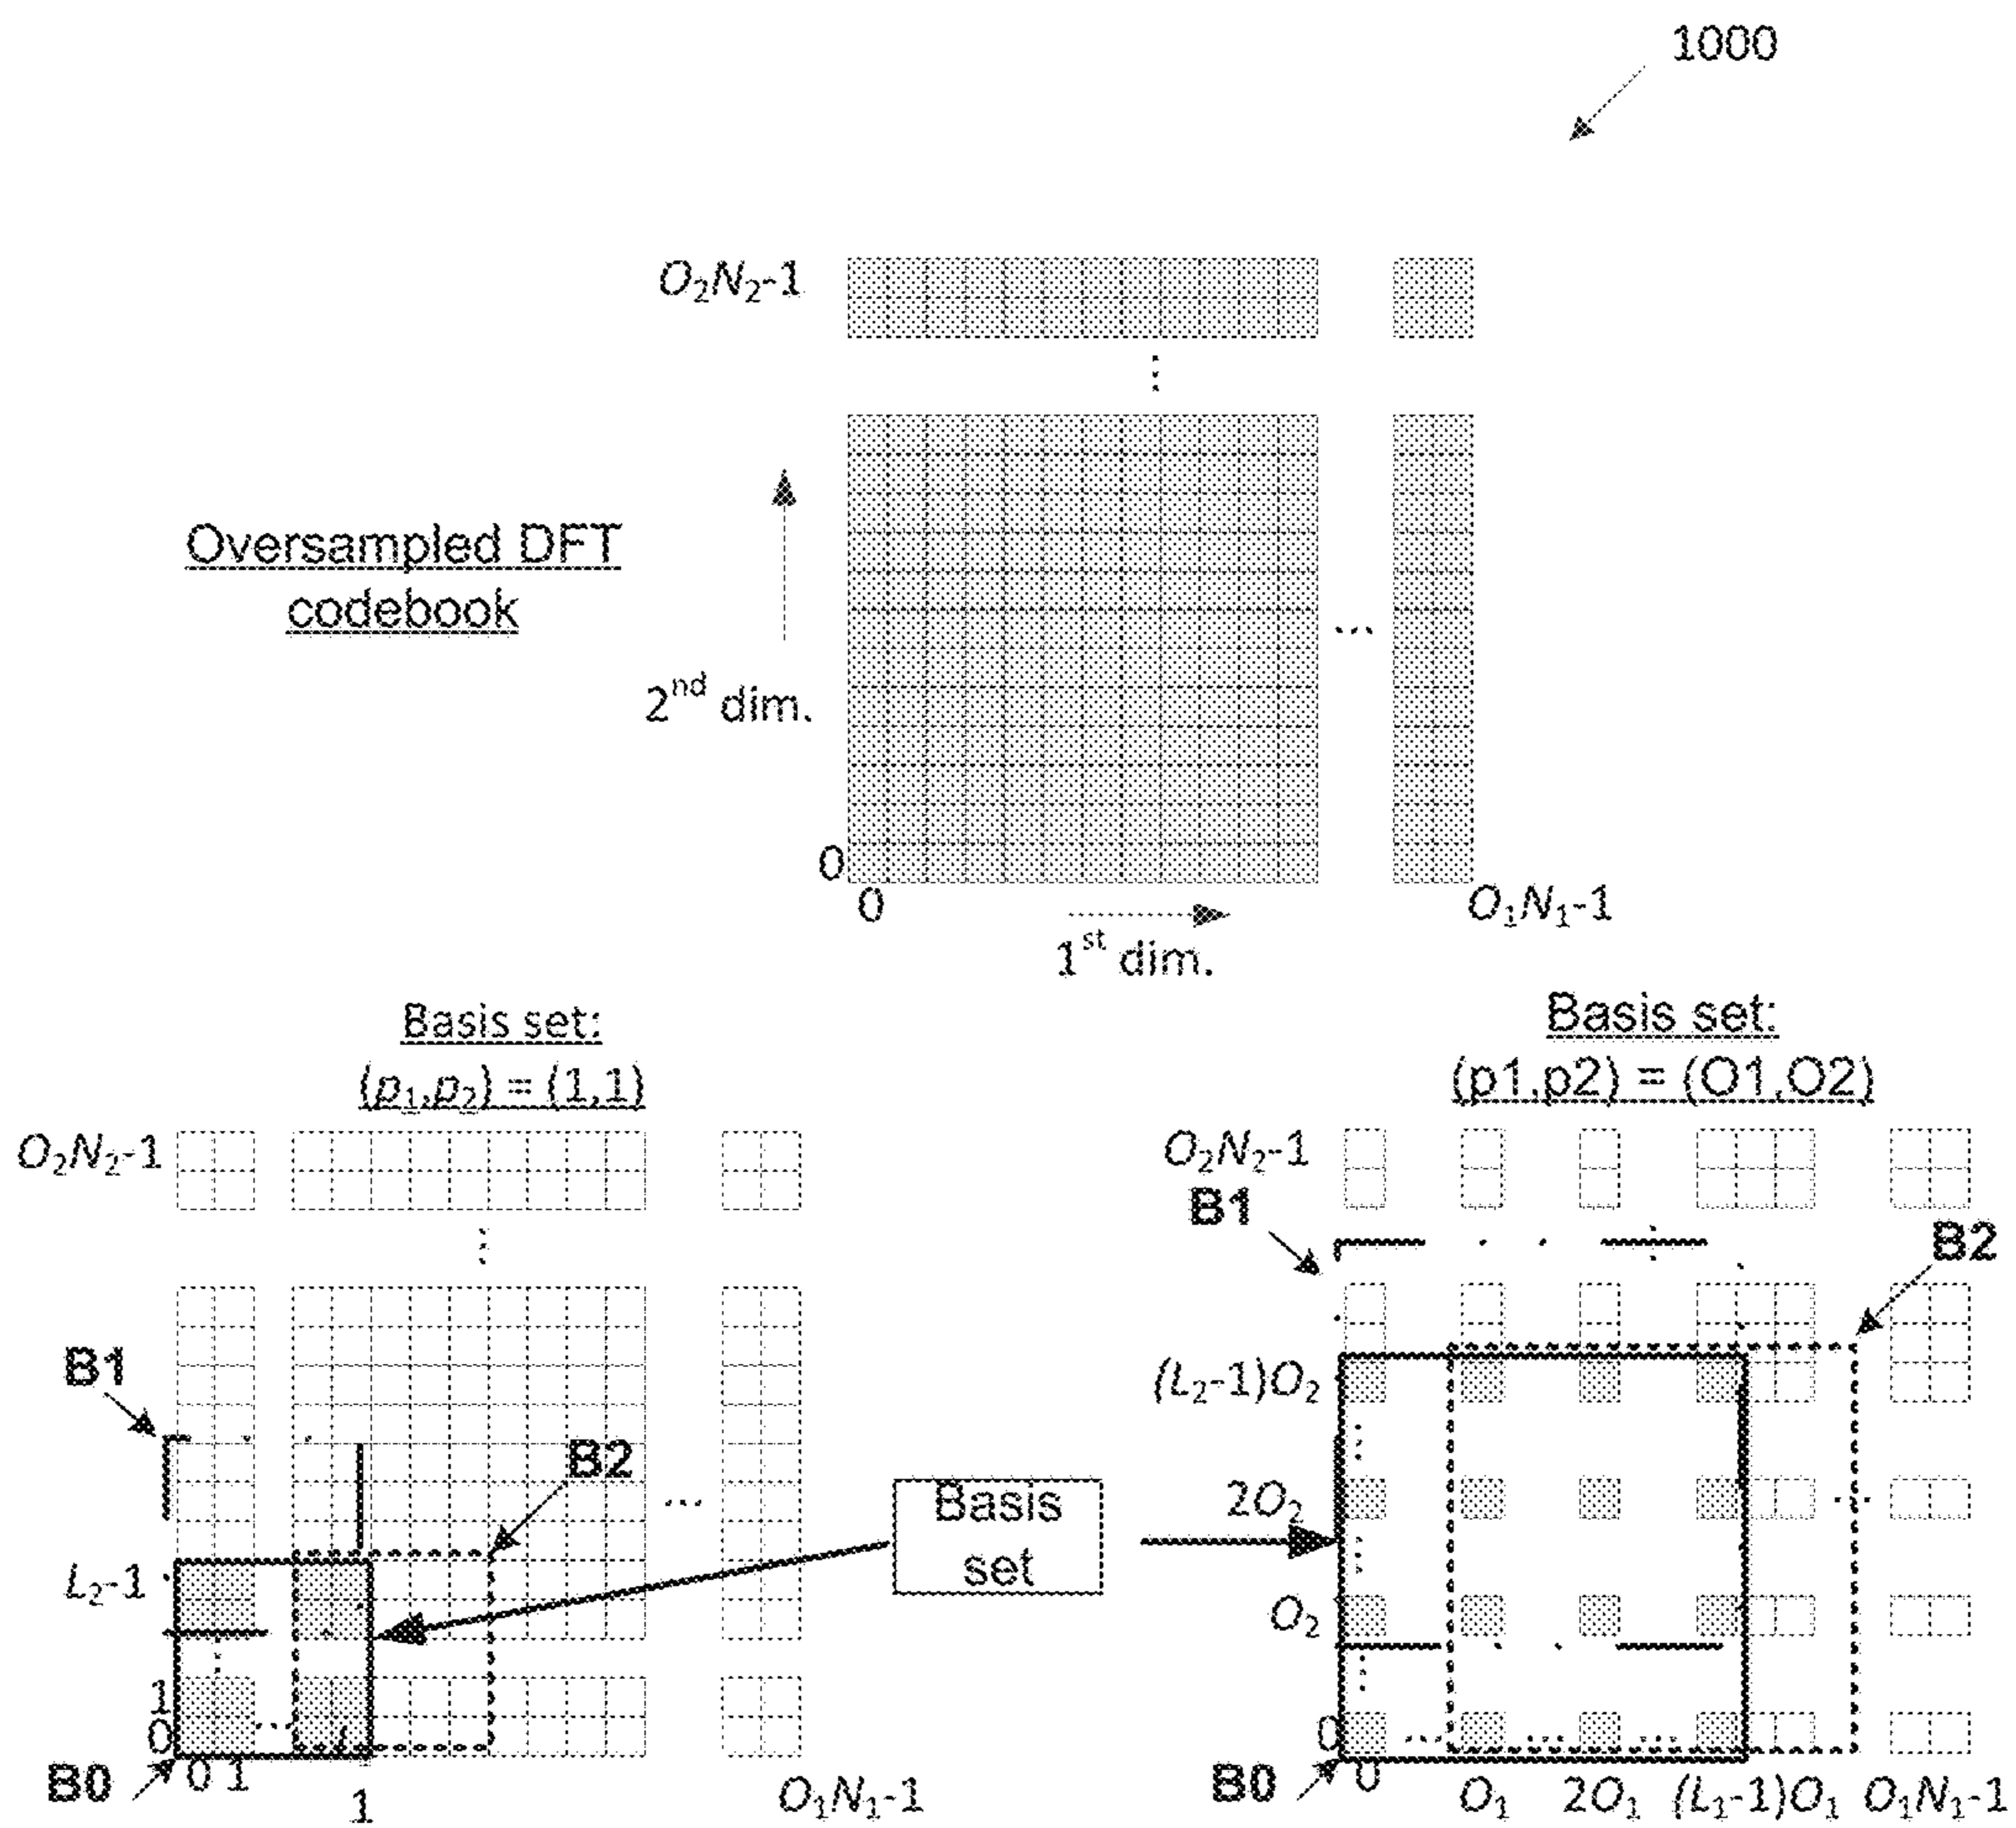 1000
O₂N₂-1
⋮
Oversampled DFT
codebook
2ⁿᵈ dim.
...
0
0
O₁N₁-1
1ˢᵗ dim.
Basis set:
(p₁,p₂) = (1,1)
O₂N₂-1
⋮
B1
B2
...
L₂-1
⋮
1
0
...
B0
0 1
1
O₁N₁-1
Basis
set
Basis set:
(p1,p2) = (O1,O2)
O₂N₂-1
B1
B2
(L₂-1)O₂
2O₂
...
O₂
0
... ... ...
B0
0
O₁
2O₁
(L₁-1)O₁
O₁N₁-1